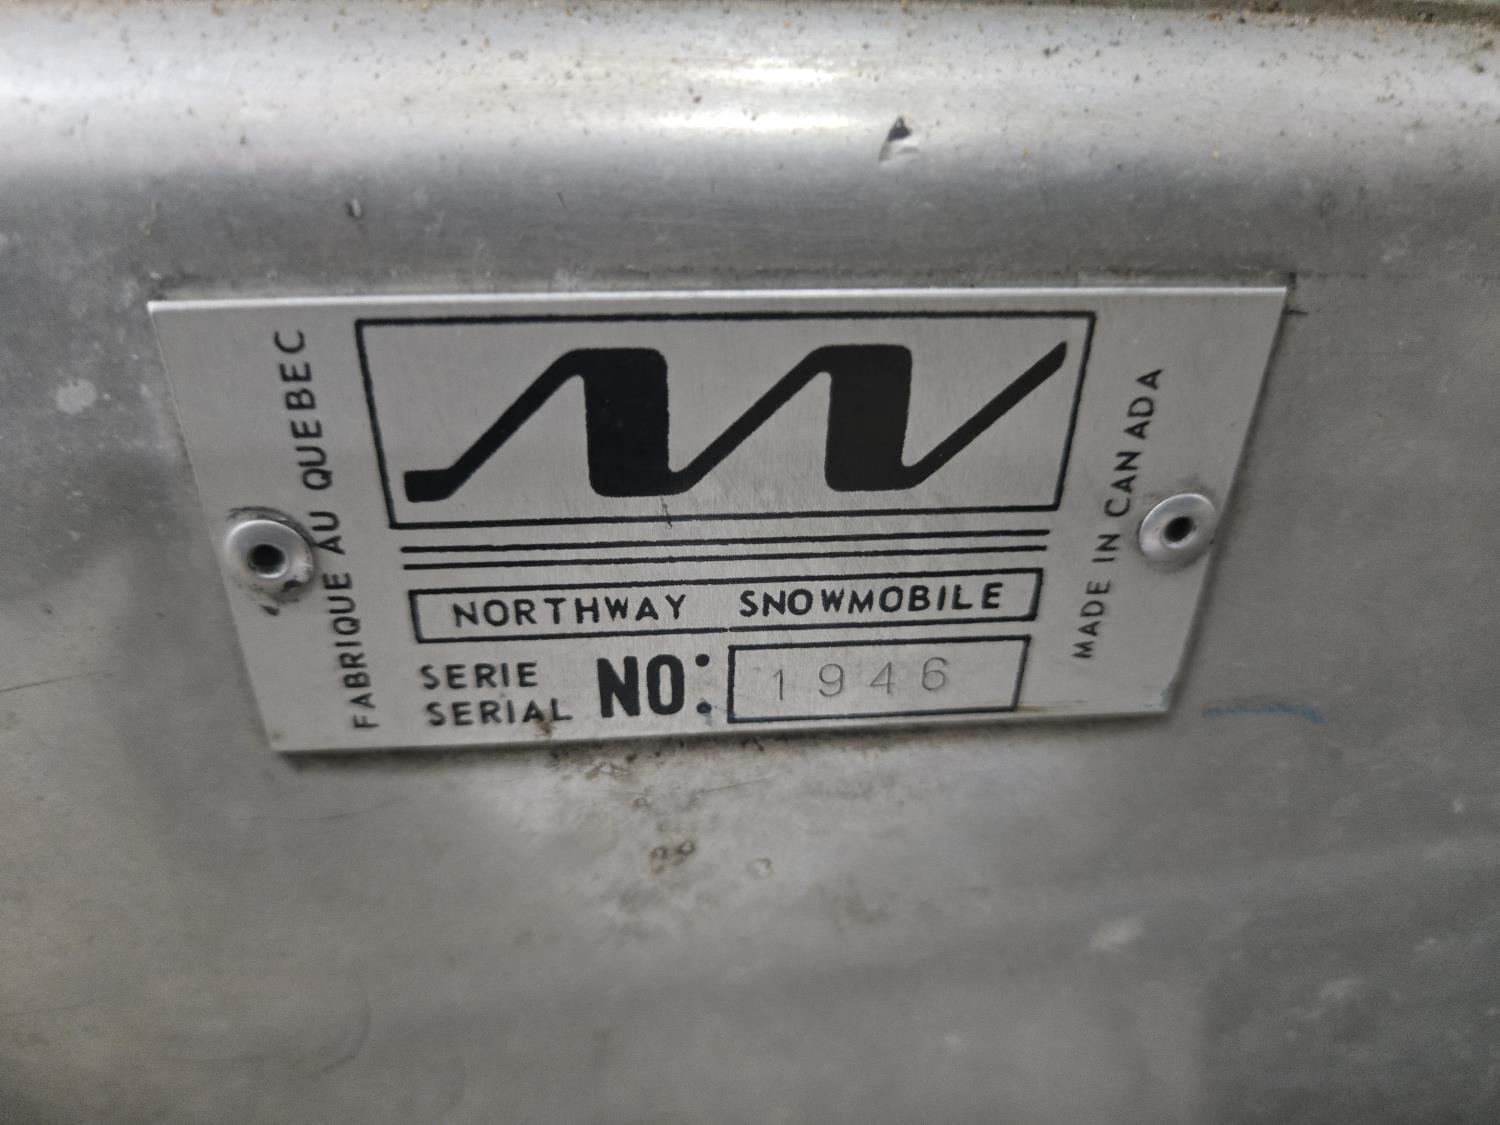 FABRIQUE AU QUEBEC
NORTHWAY SNOWMOBILE
SERIE
SERIAL NO: 1946
MADE IN CANADA